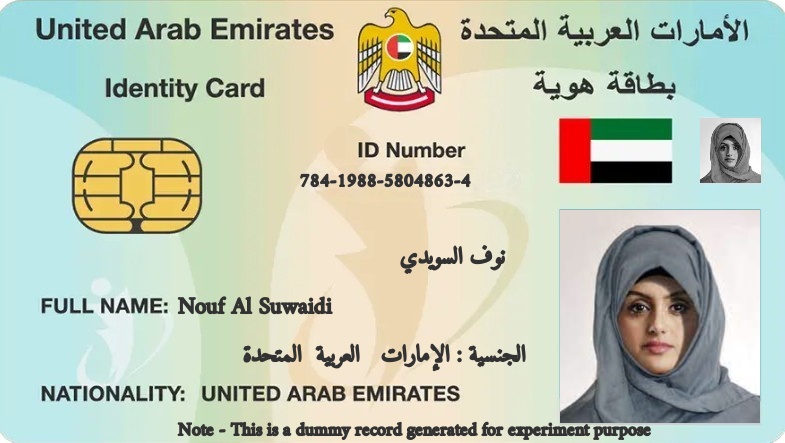 United Arab Emirates
الأمارات العربية المتحدة
Identity Card
بطاقة هوية
ID Number
784-1988-5804863-4
نوف السويدي
FULL NAME: Nouf Al Suwaidi
الجنسية : الإمارات العربية المتحدة
NATIONALITY: UNITED ARAB EMIRATES
Note - This is a dummy record generated for experiment purpose